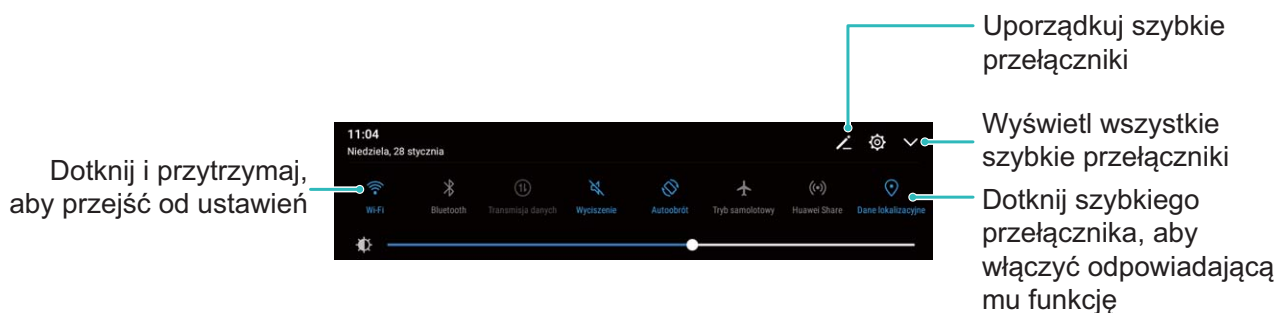 Uporządkuj szybkie
przełączniki
Wyświetl wszystkie
szybkie przełączniki
Dotknij i przytrzymaj,
aby przejść od ustawień
11:04
Niedziela, 28 stycznia
Wi-Fi
Bluetooth
Transmisja danych
Wyciszenie
Autoobrót
Tryb samolotowy
Huawei Share
Dane lokalizacyjne
Dotknij szybkiego
przełącznika, aby
włączyć odpowiadającą
mu funkcję